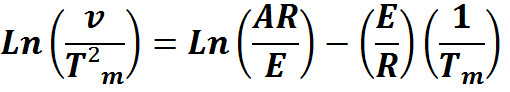 Ln(v/T²ₘ) = Ln(AR/E) − (E/R)(1/Tₘ)